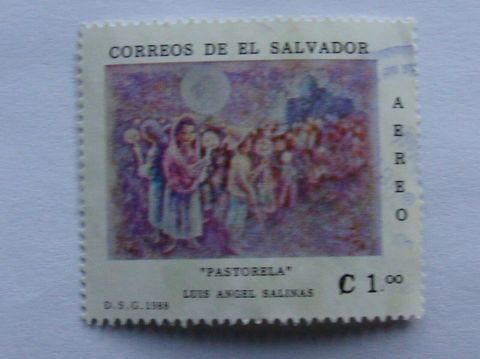 CORREOS DE EL SALVADOR
AEREO
"PASTORELA"
LUIS ANGEL SALINAS
₡ 1.00
D.S.G. 1988